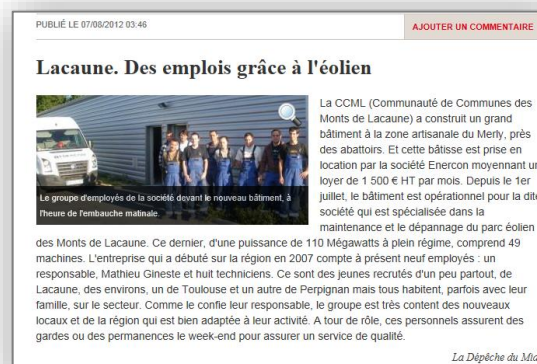 PUBLIÉ LE 07/08/2012 03:46
AJOUTER UN COMMENTAIRE
Lacaune. Des emplois grâce à l'éolien
La CCML (Communauté de Communes des
Monts de Lacaune) a construit un grand
bâtiment à la zone artisanale du Merly, près
des abattoirs. Et cette bâtisse est prise en
location par la société Enercon moyennant un
loyer de 1 500 € HT par mois. Depuis le 1er
juillet, le bâtiment est opérationnel pour la dite
société qui est spécialisée dans la
maintenance et le dépannage du parc éolien
Le groupe d'employés de la société devant le nouveau bâtiment, à
l'heure de l'embauche matinale.
des Monts de Lacaune. Ce dernier, d'une puissance de 110 Mégawatts à plein régime, comprend 49
machines. L'entreprise qui a débuté sur la région en 2007 compte à présent neuf employés : un
responsable, Mathieu Gineste et huit techniciens. Ce sont des jeunes recrutés d'un peu partout, de
Lacaune, des environs, un de Toulouse et un autre de Perpignan mais tous habitent, parfois avec leur
famille, sur le secteur. Comme le confie leur responsable, le groupe est très content des nouveaux
locaux et de la région qui est bien adaptée à leur activité. A tour de rôle, ces personnels assurent des
gardes ou des permanences le week-end pour assurer un service de qualité.
La Dépêche du Mid